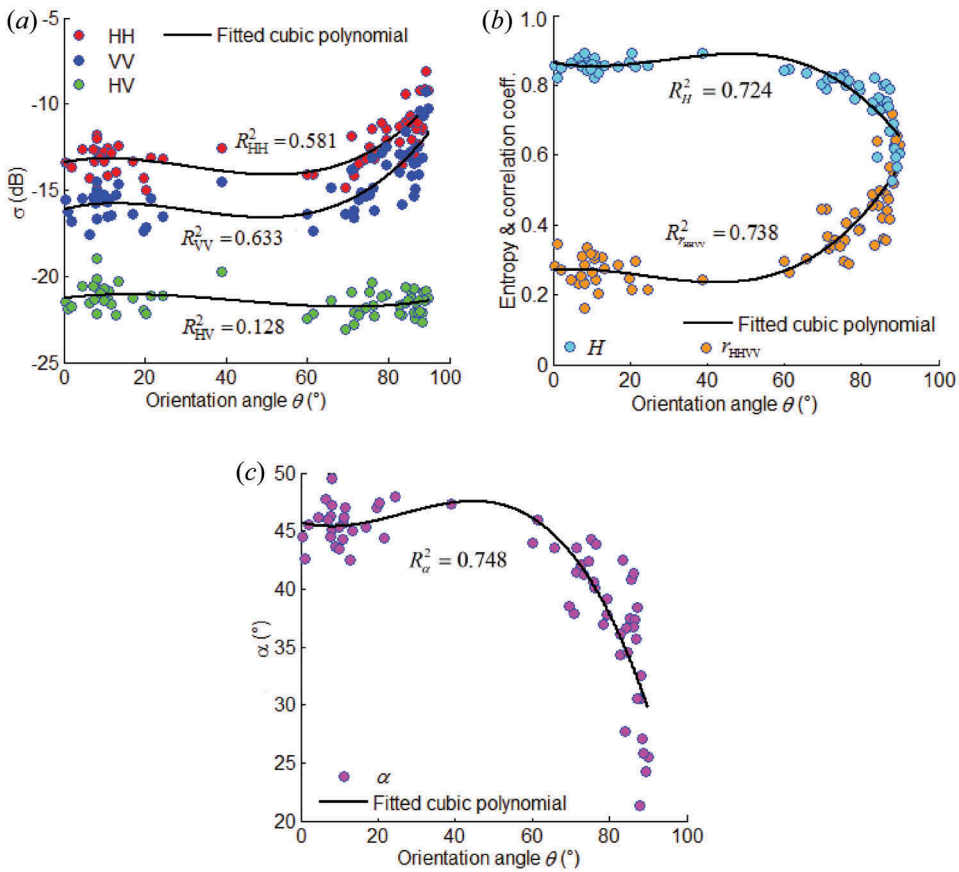 (a)
HH
Fitted cubic polynomial
VV
HV
R²HH = 0.581
R²VV = 0.633
R²HV = 0.128
σ (dB)
-5
-10
-15
-20
-25
0 20 40 60 80 100
Orientation angle θ (°)
(b)
R²H = 0.724
R²rHHVV = 0.738
Fitted cubic polynomial
H
rHHVV
Entropy & correlation coeff.
1.0
0.8
0.6
0.4
0.2
0
0 20 40 60 80 100
Orientation angle θ (°)
(c)
R²α = 0.748
α
Fitted cubic polynomial
α (°)
50
45
40
35
30
25
20
0 20 40 60 80 100
Orientation angle θ (°)